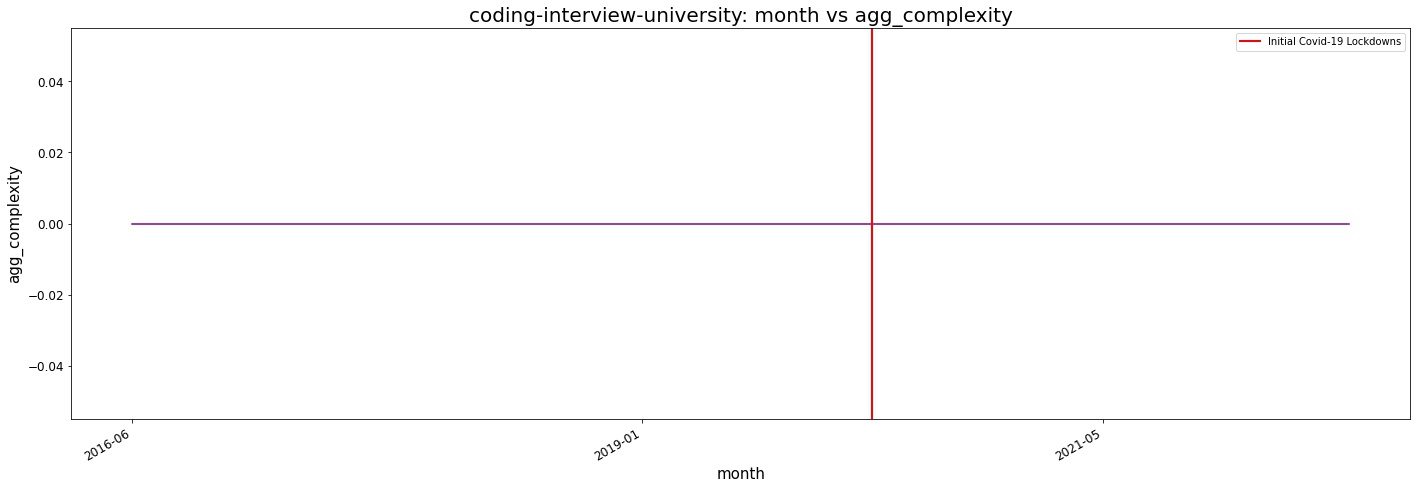 coding-interview-university: month vs agg_complexity
Initial Covid-19 Lockdowns
agg_complexity
0.04
0.02
0.00
−0.02
−0.04
2016-06
2019-01
2021-05
month